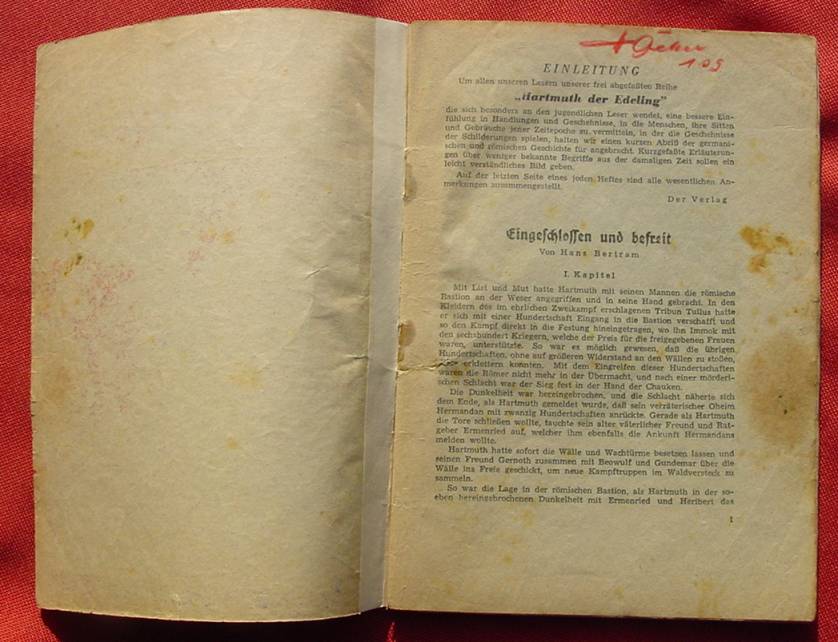 EINLEITUNG
Um allen unseren Lesern unserer frei abgefaßten Reihe
„Hartmuth der Edeling"
die sich besonders an den jugendlichen Leser wendet, eine bessere Ein-
fühlung in Handlungen und Geschehnisse, in die Menschen, ihre Sitten
und Gebräuche jener Zeitepoche zu vermitteln, in der die Geschehnisse
der Schilderungen spielen, halten wir einen kurzen Abriß der germani-
schen und römischen Geschichte für angebracht. Kurzgefaßte Erläuterun-
gen über weniger bekannte Begriffe aus der damaligen Zeit sollen ein
leicht verständliches Bild geben.
Auf der letzten Seite eines jeden Heftes sind alle wesentlichen An-
merkungen zusammengestellt.
Der Verlag
Eingeschlossen und befreit
Von Hans Bertram
I. Kapitel
Mit List und Mut hatte Hartmuth mit seinen Mannen die römische
Bastion an der Weser angegriffen und in seine Hand gebracht. In den
Kleidern des im ehrlichen Zweikampf erschlagenen Tribun Tullus hatte
er sich mit einer Hundertschaft Eingang in die Bastion verschafft und
so den Kampf direkt in die Festung hineingetragen, wo ihn Immok mit
den sechshundert Kriegern, welche der Preis für die freigegebenen Frauen
waren, unterstützte. So war es möglich gewesen, daß die übrigen
Hundertschaften, ohne auf größeren Widerstand an den Wällen zu stoßen,
erklettern konnten. Mit dem Eingreifen dieser Hundertschaften
waren die Römer nicht mehr in der Übermacht, und nach einer mörderi-
schen Schlacht war der Sieg fest in der Hand der Chauken.
Die Dunkelheit war hereingebrochen, und die Schlacht näherte sich
dem Ende, als Hartmuth gemeldet wurde, daß sein verräterischer Oheim
Hermandan mit zwanzig Hundertschaften anrückte. Gerade als Hartmuth
die Tore schließen wollte, tauchte sein alter väterlicher Freund und Rat-
geber Ermenried auf, welcher ihm ebenfalls die Ankunft Hermandans
melden wollte.
Hartmuth hatte sofort die Wälle und Wachtürme besetzen lassen und
seinen Freund Gernoth zusammen mit Beowulf und Gundemar über die
Wälle ins Freie geschickt, um neue Kampftruppen im Waldversteck zu
sammeln.
So war die Lage in der römischen Bastion, als Hartmuth in der so-
eben hereingebrochenen Dunkelheit mit Ermenried und Heribert das
1